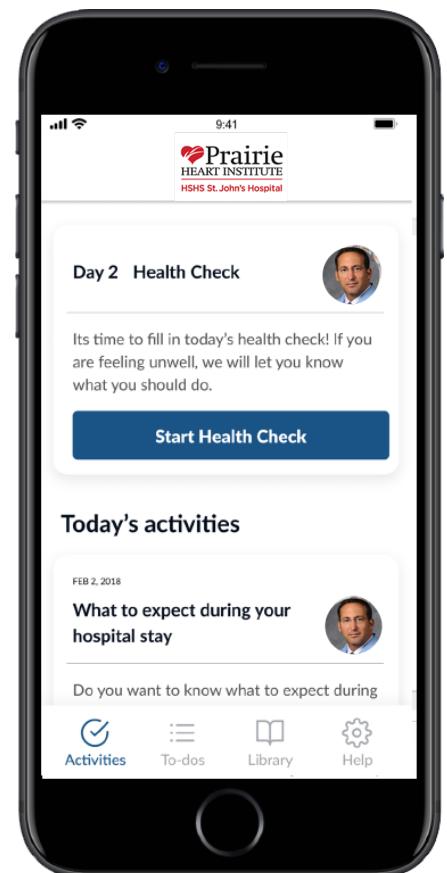 9:41
Prairie
HEART INSTITUTE
HSHS St. John's Hospital
Day 2 Health Check
Its time to fill in today's health check! If you
are feeling unwell, we will let you know
what you should do.
Start Health Check
Today's activities
FEB 2, 2018
What to expect during your
hospital stay
Do you want to know what to expect during
Activities
To-dos
Library
Help